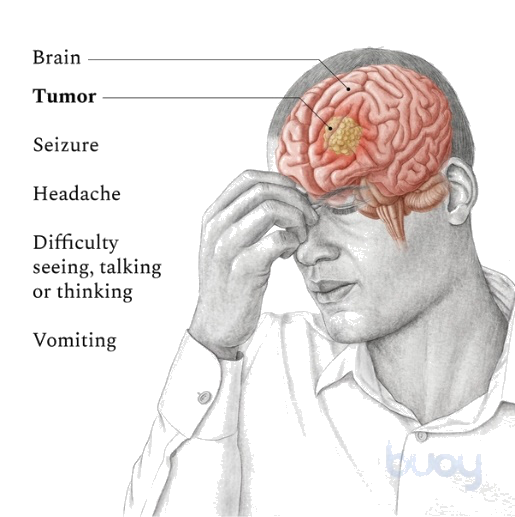 Brain
Tumor
Seizure
Headache
Difficulty
seeing, talking
or thinking
Vomiting
buoy